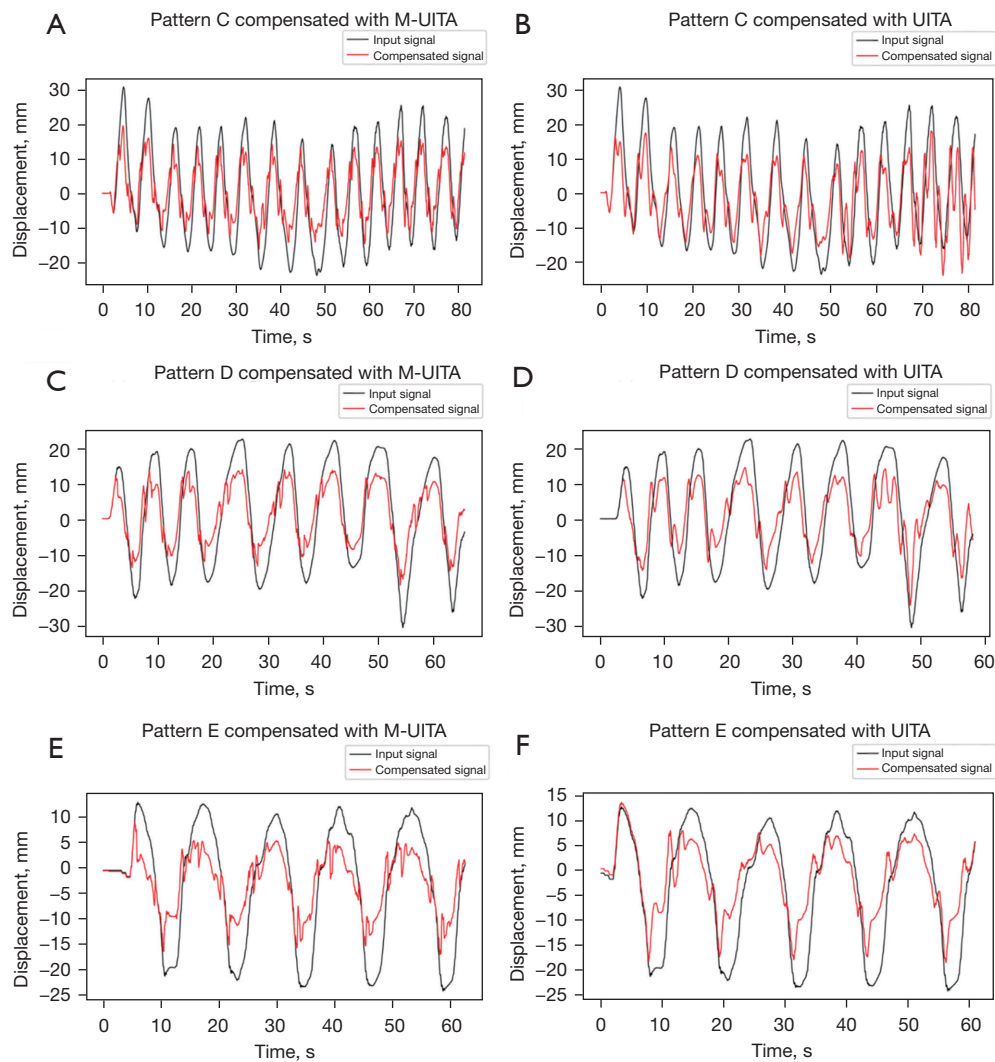 A
Pattern C compensated with M-UITA
Input signal
Compensated signal
30
20
10
0
−10
−20
Displacement, mm
0 10 20 30 40 50 60 70 80
Time, s
B
Pattern C compensated with UITA
Input signal
Compensated signal
30
20
10
0
−10
−20
Displacement, mm
0 10 20 30 40 50 60 70 80
Time, s
C
Pattern D compensated with M-UITA
Input signal
Compensated signal
20
10
0
−10
−20
−30
Displacement, mm
0 10 20 30 40 50 60
Time, s
D
Pattern D compensated with UITA
Input signal
Compensated signal
20
10
0
−10
−20
−30
Displacement, mm
0 10 20 30 40 50 60
Time, s
E
Pattern E compensated with M-UITA
Input signal
Compensated signal
10
5
0
−5
−10
−15
−20
−25
Displacement, mm
0 10 20 30 40 50 60
Time, s
F
Pattern E compensated with UITA
Input signal
Compensated signal
15
10
5
0
−5
−10
−15
−20
−25
Displacement, mm
0 10 20 30 40 50 60
Time, s